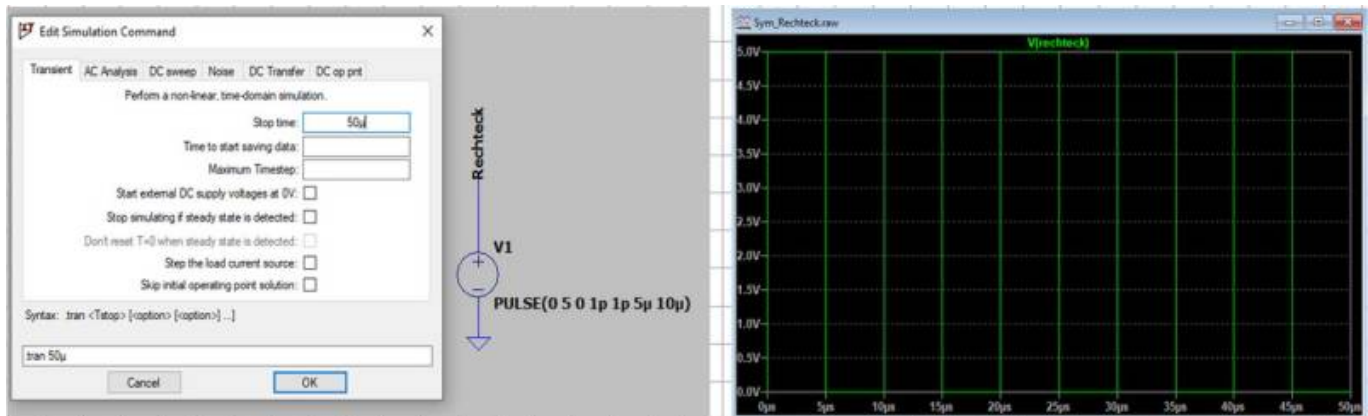 Edit Simulation Command
Transient AC Analysis DC sweep Noise DC Transfer DC op pnt
Perform a non-linear, time-domain simulation.
Stop time: 50µ
Time to start saving data:
Maximum Timestep:
Start external DC supply voltages at 0V:
Stop simulating if steady state is detected:
Don't reset T=0 when steady state is detected:
Step the load current source:
Skip initial operating point solution:
Syntax: .tran <Tstop> [<option> [<option>] ...]
.tran 50µ
Cancel OK
Rechteck
V1
PULSE(0 5 0 1p 1p 5µ 10µ)
Sym_Rechteck.raw
V(rechteck)
5.0V
4.5V
4.0V
3.5V
3.0V
2.5V
2.0V
1.5V
1.0V
0.5V
0.0V
0µs 5µs 10µs 15µs 20µs 25µs 30µs 35µs 40µs 45µs 50µs